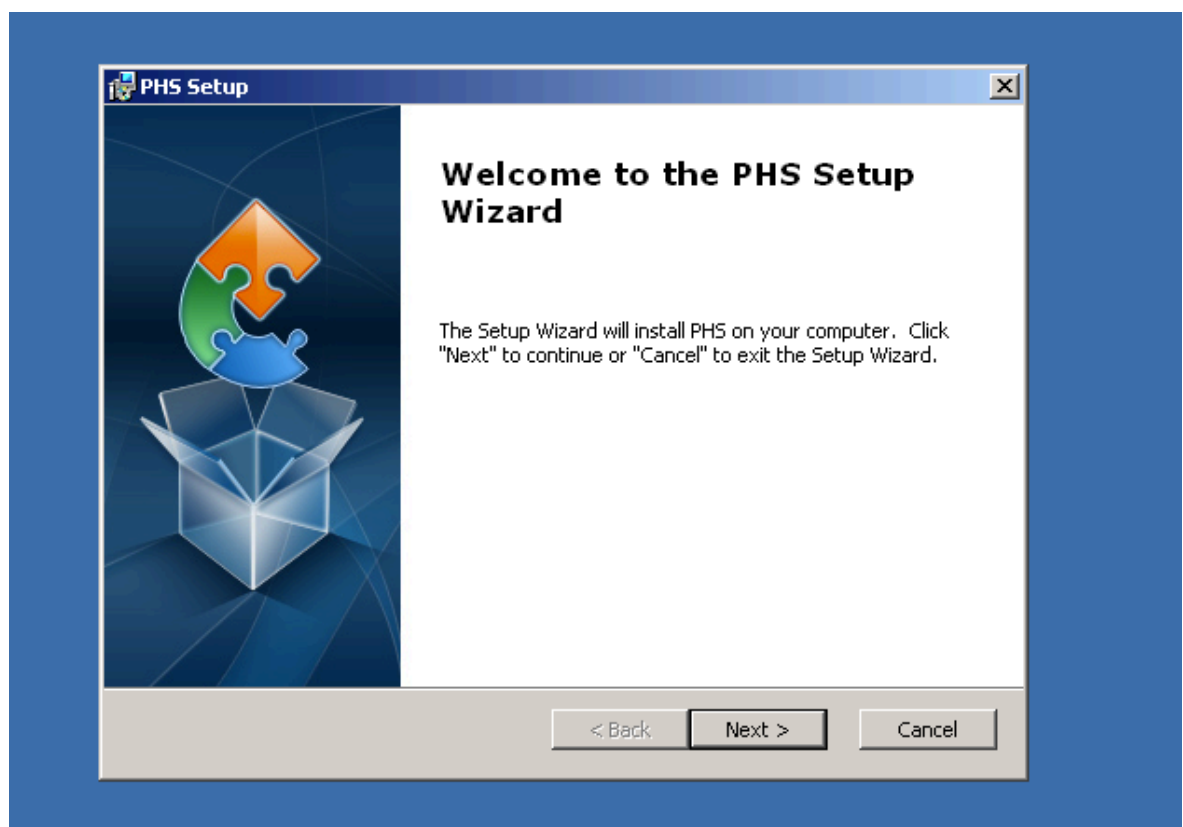 PHS Setup
Welcome to the PHS Setup
Wizard
The Setup Wizard will install PHS on your computer. Click
"Next" to continue or "Cancel" to exit the Setup Wizard.
< Back
Next >
Cancel